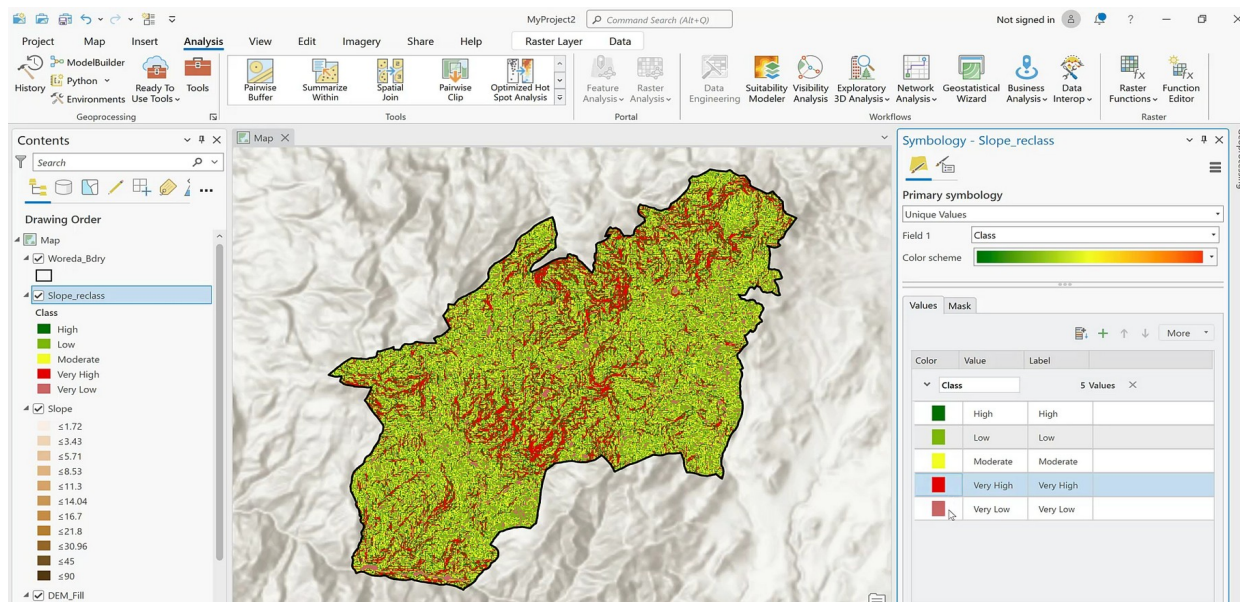 MyProject2
Command Search (Alt+Q)
Not signed in
?
Project Map Insert Analysis View Edit Imagery Share Help Raster Layer Data
History
ModelBuilder
Python
Environments
Ready To Use Tools
Tools
Geoprocessing
Pairwise Buffer
Summarize Within
Spatial Join
Pairwise Clip
Optimized Hot Spot Analysis
Tools
Feature Analysis
Raster Analysis
Portal
Data Engineering
Suitability Modeler
Visibility Analysis
Exploratory 3D Analysis
Network Analysis
Geostatistical Wizard
Business Analysis
Data Interop
Workflows
Raster Functions
Function Editor
Raster
Contents
Search
Drawing Order
Map
Woreda_Bdry
Slope_reclass
Class
High
Low
Moderate
Very High
Very Low
Slope
≤1.72
≤3.43
≤5.71
≤8.53
≤11.3
≤14.04
≤16.7
≤21.8
≤30.96
≤45
≤90
DEM_Fill
Map
Symbology - Slope_reclass
Primary symbology
Unique Values
Field 1 Class
Color scheme
Values Mask
More
Color Value Label
Class 5 Values
High High
Low Low
Moderate Moderate
Very High Very High
Very Low Very Low
Geoprocessing